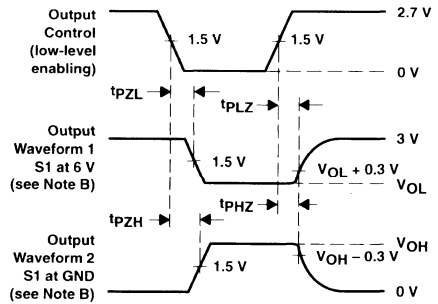 Output
Control
(low-level
enabling)
2.7 V
1.5 V
1.5 V
0 V
tPZL
tPLZ
Output
Waveform 1
S1 at 6 V
(see Note B)
3 V
1.5 V
VOL + 0.3 V
VOL
tPZH
tPHZ
Output
Waveform 2
S1 at GND
(see Note B)
VOH
1.5 V
VOH − 0.3 V
0 V